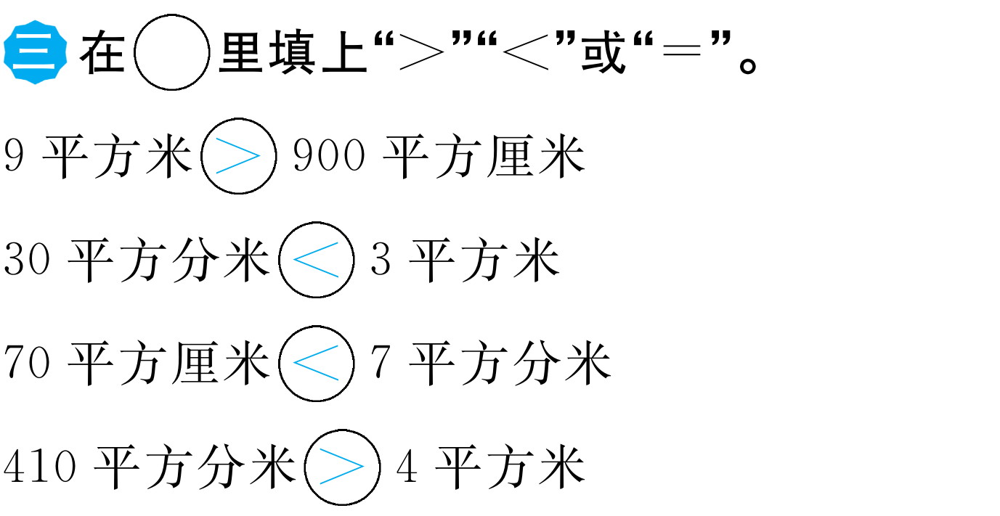 三 在○里填上“>”“<”或“=”。
9 平方米 > 900 平方厘米
30 平方分米 < 3 平方米
70 平方厘米 < 7 平方分米
410 平方分米 > 4 平方米